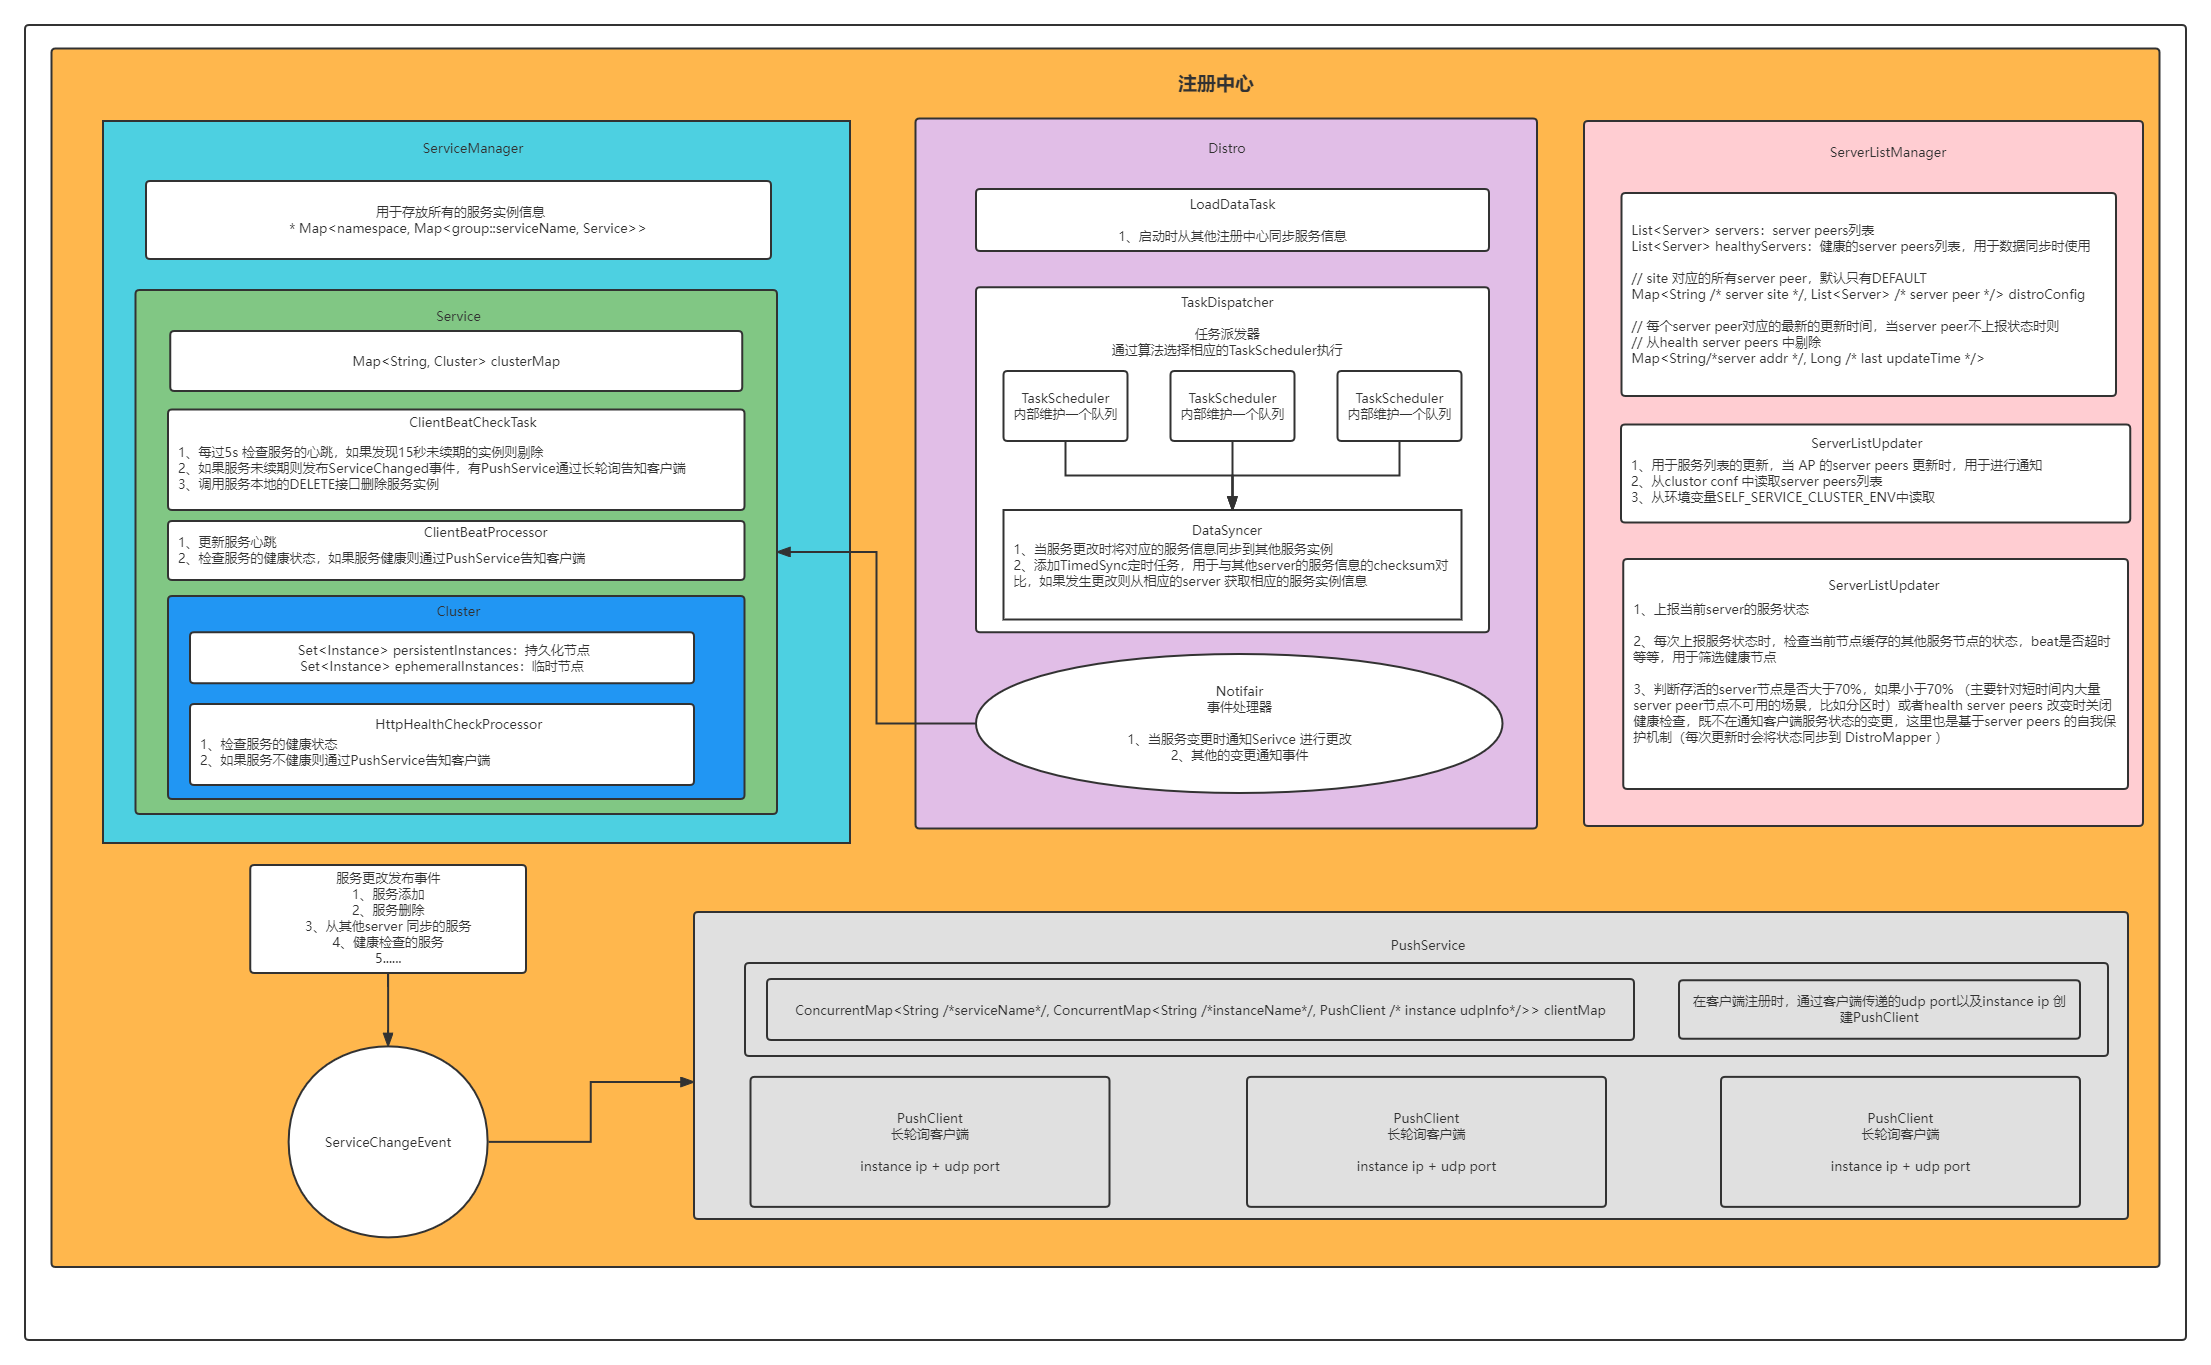 注册中心
ServiceManager
用于存放所有的服务实例信息
* Map<namespace, Map<group::serviceName, Service>>
Service
Map<String, Cluster> clusterMap
ClientBeatCheckTask
1、每过5s 检查服务的心跳，如果发现15秒未续期的实例则剔除
2、如果服务未续期则发布ServiceChanged事件，有PushService通过长轮询告知客户端
3、调用服务本地的DELETE接口删除服务实例
ClientBeatProcessor
1、更新服务心跳
2、检查服务的健康状态，如果服务健康则通过PushService告知客户端
Cluster
Set<Instance> persistentInstances：持久化节点
Set<Instance> ephemeralInstances：临时节点
HttpHealthCheckProcessor
1、检查服务的健康状态
2、如果服务不健康则通过PushService告知客户端
Distro
LoadDataTask
1、启动时从其他注册中心同步服务信息
TaskDispatcher
任务派发器
通过算法选择相应的TaskScheduler执行
TaskScheduler
内部维护一个队列
TaskScheduler
内部维护一个队列
TaskScheduler
内部维护一个队列
DataSyncer
1、当服务更改时将对应的服务信息同步到其他服务实例
2、添加TimedSync定时任务，用于与其他server的服务信息的checksum对
比，如果发生更改则从相应的server 获取相应的服务实例信息
Notifair
事件处理器
1、当服务变更时通知Serivce 进行更改
2、其他的变更通知事件
ServerListManager
List<Server> servers：server peers列表
List<Server> healthyServers：健康的server peers列表，用于数据同步时使用
// site 对应的所有server peer，默认只有DEFAULT
Map<String /* server site */, List<Server> /* server peer */> distroConfig
// 每个server peer对应的最新的更新时间，当server peer不上报状态时则
// 从health server peers 中剔除
Map<String/*server addr */, Long /* last updateTime */>
ServerListUpdater
1、用于服务列表的更新，当 AP 的server peers 更新时，用于进行通知
2、从clustor conf 中读取server peers列表
3、从环境变量SELF_SERVICE_CLUSTER_ENV中读取
ServerListUpdater
1、上报当前server的服务状态
2、每次上报服务状态时，检查当前节点缓存的其他服务节点的状态，beat是否超时
等等，用于筛选健康节点
3、判断存活的server节点是否大于70%，如果小于70% （主要针对短时间内大量
server peer节点不可用的场景，比如分区时）或者health server peers 改变时关闭
健康检查，既不在通知客户端服务状态的变更，这里也是基于server peers 的自我保
护机制（每次更新时会将状态同步到 DistroMapper ）
服务更改发布事件
1、服务添加
2、服务删除
3、从其他server 同步的服务
4、健康检查的服务
5......
ServiceChangeEvent
PushService
ConcurrentMap<String /*serviceName*/, ConcurrentMap<String /*instanceName*/, PushClient /* instance udpInfo*/>> clientMap
在客户端注册时，通过客户端传递的udp port以及instance ip 创
建PushClient
PushClient
长轮询客户端
instance ip + udp port
PushClient
长轮询客户端
instance ip + udp port
PushClient
长轮询客户端
instance ip + udp port